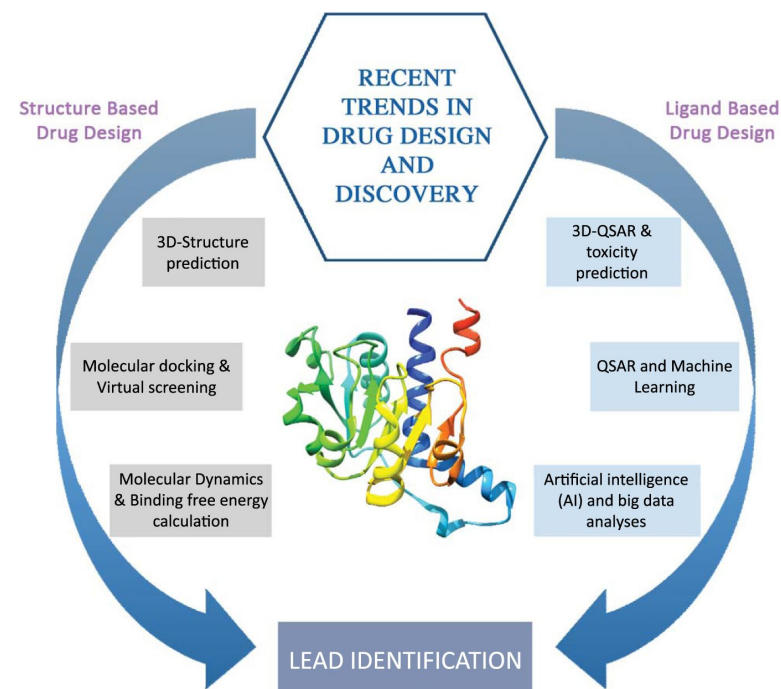 RECENT
TRENDS IN
DRUG DESIGN
AND
DISCOVERY
Structure Based
Drug Design
3D-Structure
prediction
Molecular docking &
Virtual screening
Molecular Dynamics
& Binding free energy
calculation
Ligand Based
Drug Design
3D-QSAR &
toxicity
prediction
QSAR and Machine
Learning
Artificial intelligence
(AI) and big data
analyses
LEAD IDENTIFICATION